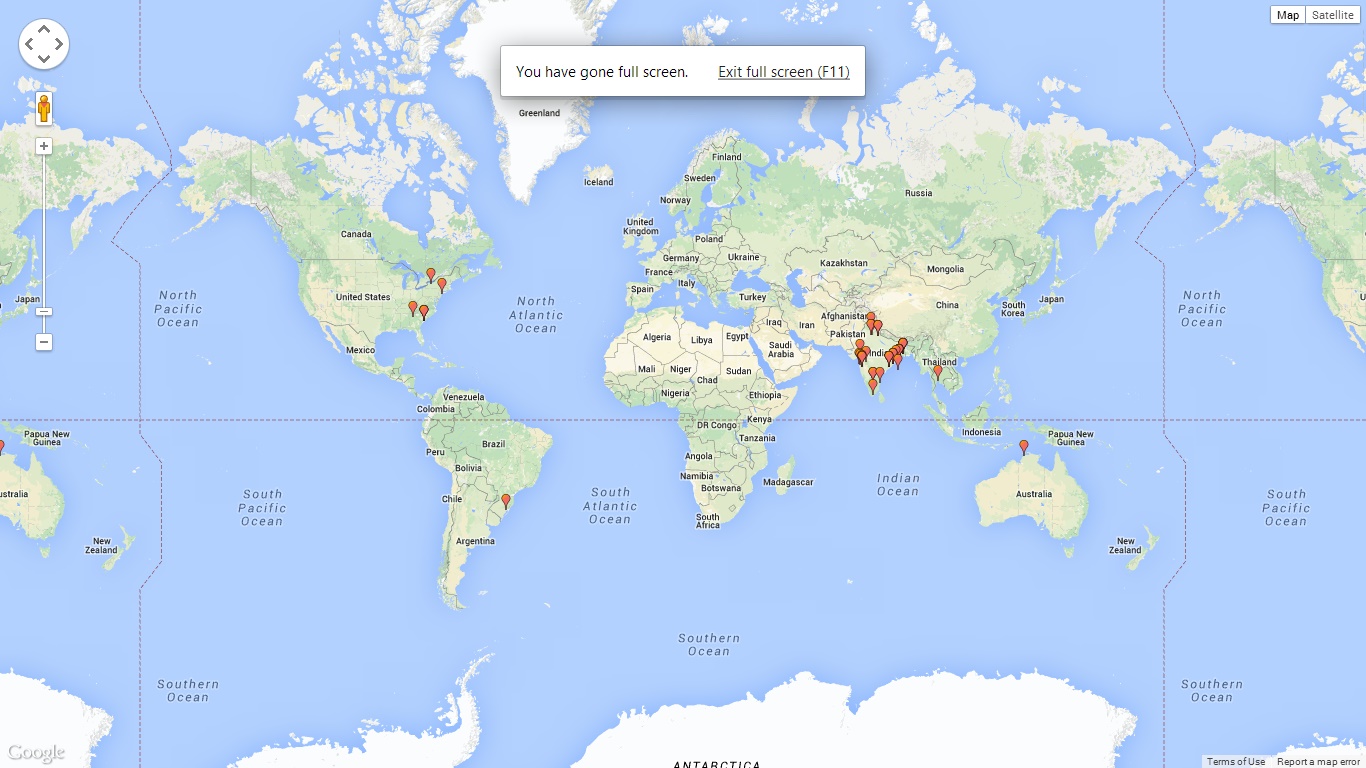 Map Satellite
You have gone full screen. Exit full screen (F11)
Greenland
Iceland
Finland
Sweden
Norway
Russia
United
Kingdom
Canada
Poland
Germany
Ukraine
Kazakhstan
Mongolia
France
Italy
Spain
Turkey
United States
Japan
North
Pacific
Ocean
North
Atlantic
Ocean
China
South
Korea
Japan
North
Pacific
Ocean
U
Afghanistan
Iraq
Iran
Pakistan
Algeria
Libya
Egypt
Saudi
Arabia
India
Mexico
Mali
Niger
Sudan
Chad
Thailand
Venezuela
Colombia
Nigeria
Ethiopia
Kenya
DR Congo
Tanzania
Papua New
Guinea
Indonesia
Papua New
Guinea
Brazil
Peru
Bolivia
Angola
Namibia
Botswana
Madagascar
Indian
Ocean
ustralia
South
Pacific
Ocean
Chile
South
Atlantic
Ocean
South
Africa
Australia
South
Pacific
Ocean
New
Zealand
Argentina
New
Zealand
Southern
Ocean
Southern
Ocean
Southern
Ocean
Google
ANTARCTICA
Terms of Use Report a map error